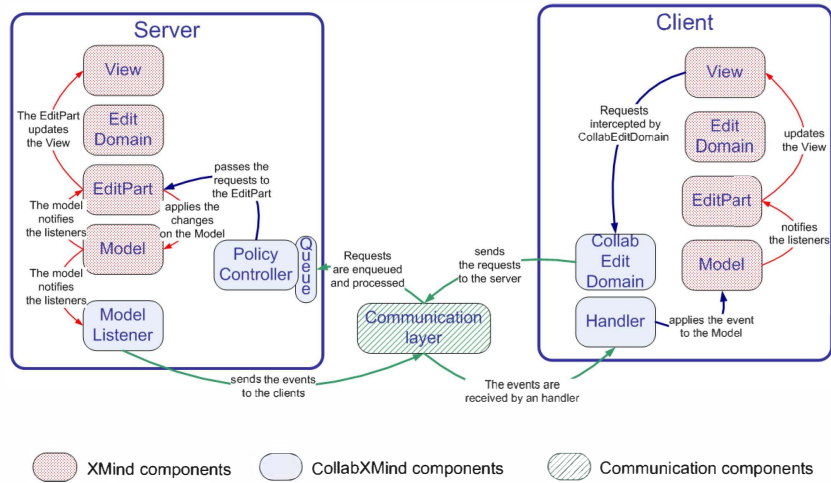 Server
View
The EditPart
updates
the View
Edit
Domain
EditPart
passes the
requests to
the EditPart
The model
notifies
the listeners
applies the
changes
on the Model
Model
Policy
Controller
Queue
The model
notifies
the listeners
Model
Listener
sends the events
to the clients
Requests
are enqueued
and processed
Communication
layer
sends
the requests
to the server
The events are
received by an handler
Client
View
Requests
intercepted by
CollabEditDomain
Edit
Domain
updates
the View
EditPart
notifies
the listeners
Collab
Edit
Domain
Model
Handler
applies the event
to the Model
XMind components
CollabXMind components
Communication components